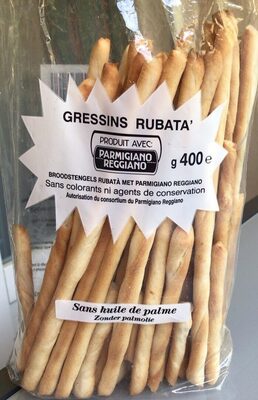 GRESSINS RUBATA'
PRODUIT AVEC:
PARMIGIANO
REGGIANO
g 400 e
BROODSTENGELS RUBATÀ MET PARMIGIANO REGGIANO
Sans colorants ni agents de conservation
Autorisation du consortium du Parmigiano Reggiano
Sans huile de palme
Zonder palmolie